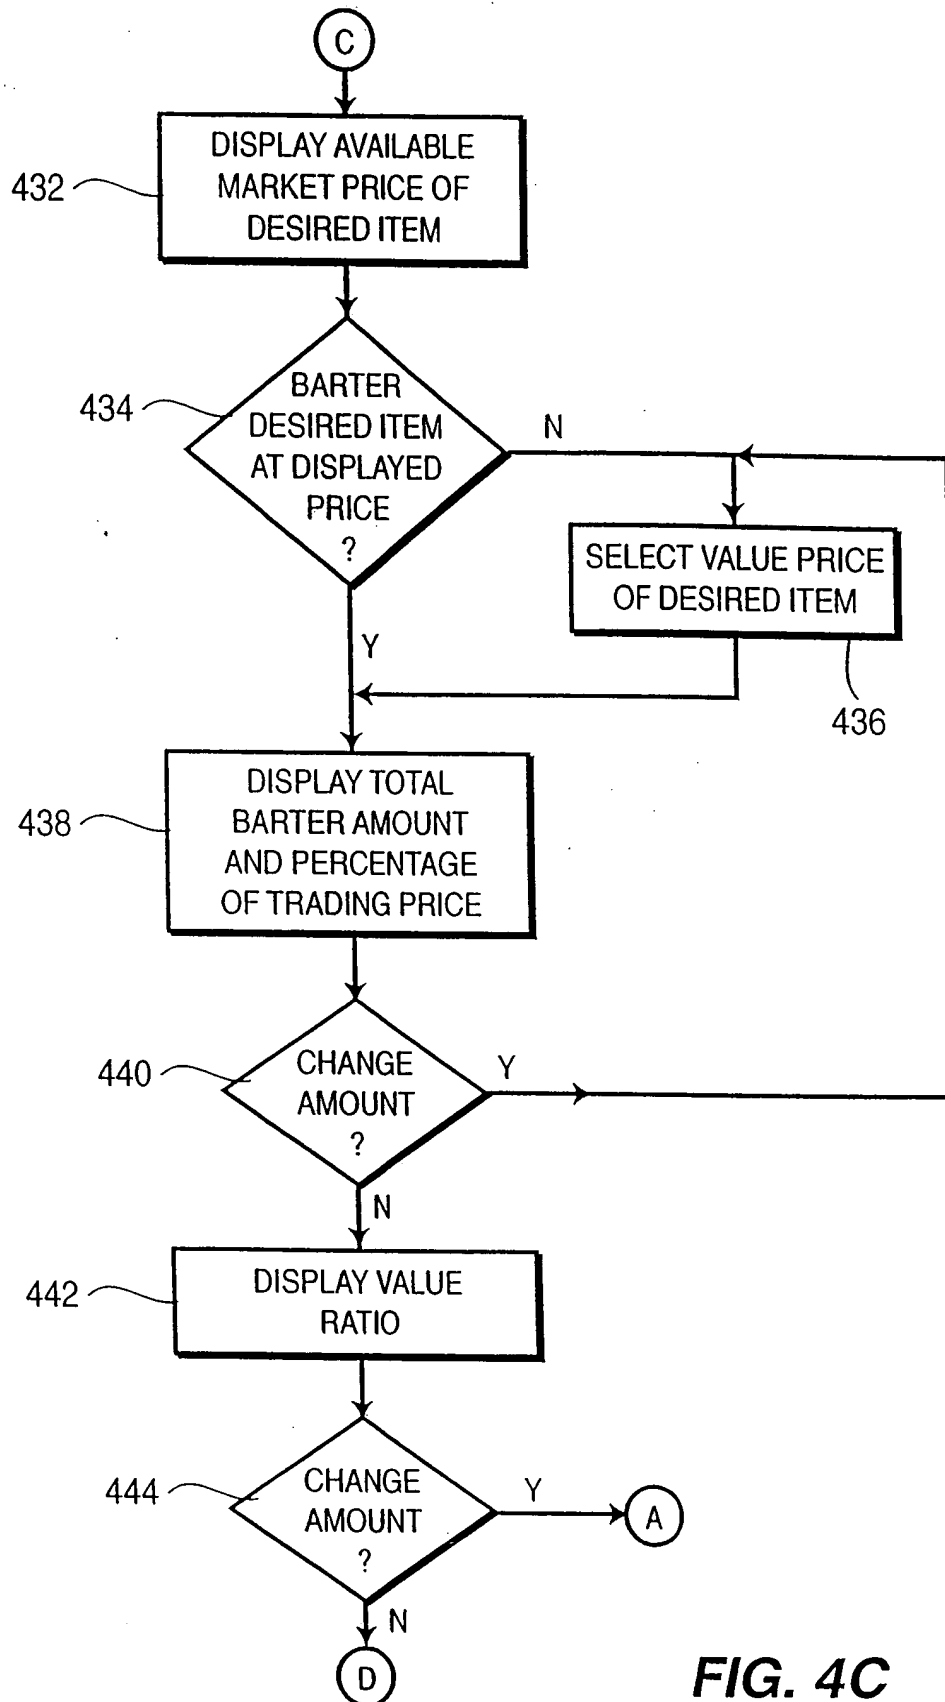 C
DISPLAY AVAILABLE
MARKET PRICE OF
DESIRED ITEM
432
BARTER
DESIRED ITEM
AT DISPLAYED
PRICE
?
434
N
SELECT VALUE PRICE
OF DESIRED ITEM
436
Y
DISPLAY TOTAL
BARTER AMOUNT
AND PERCENTAGE
OF TRADING PRICE
438
CHANGE
AMOUNT
?
440
Y
N
DISPLAY VALUE
RATIO
442
CHANGE
AMOUNT
?
444
Y
A
N
D
FIG. 4C